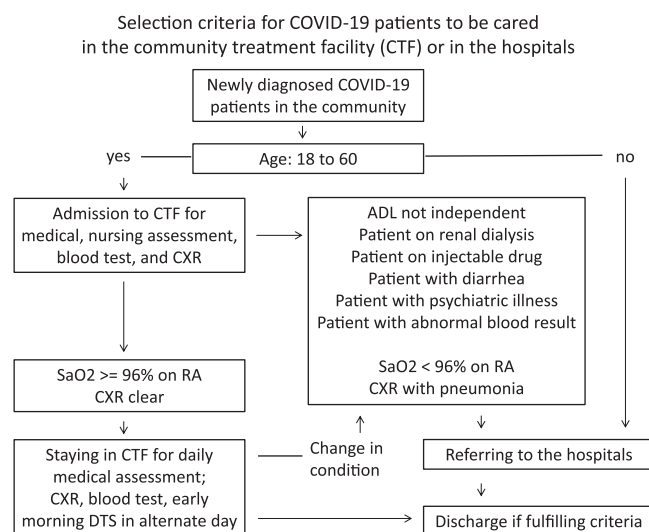 Selection criteria for COVID-19 patients to be cared
in the community treatment facility (CTF) or in the hospitals
Newly diagnosed COVID-19
patients in the community
yes
Age: 18 to 60
no
Admission to CTF for
medical, nursing assessment,
blood test, and CXR
ADL not independent
Patient on renal dialysis
Patient on injectable drug
Patient with diarrhea
Patient with psychiatric illness
Patient with abnormal blood result
SaO2 < 96% on RA
CXR with pneumonia
SaO2 >= 96% on RA
CXR clear
Staying in CTF for daily
medical assessment;
CXR, blood test, early
morning DTS in alternate day
Change in
condition
Referring to the hospitals
Discharge if fulfilling criteria